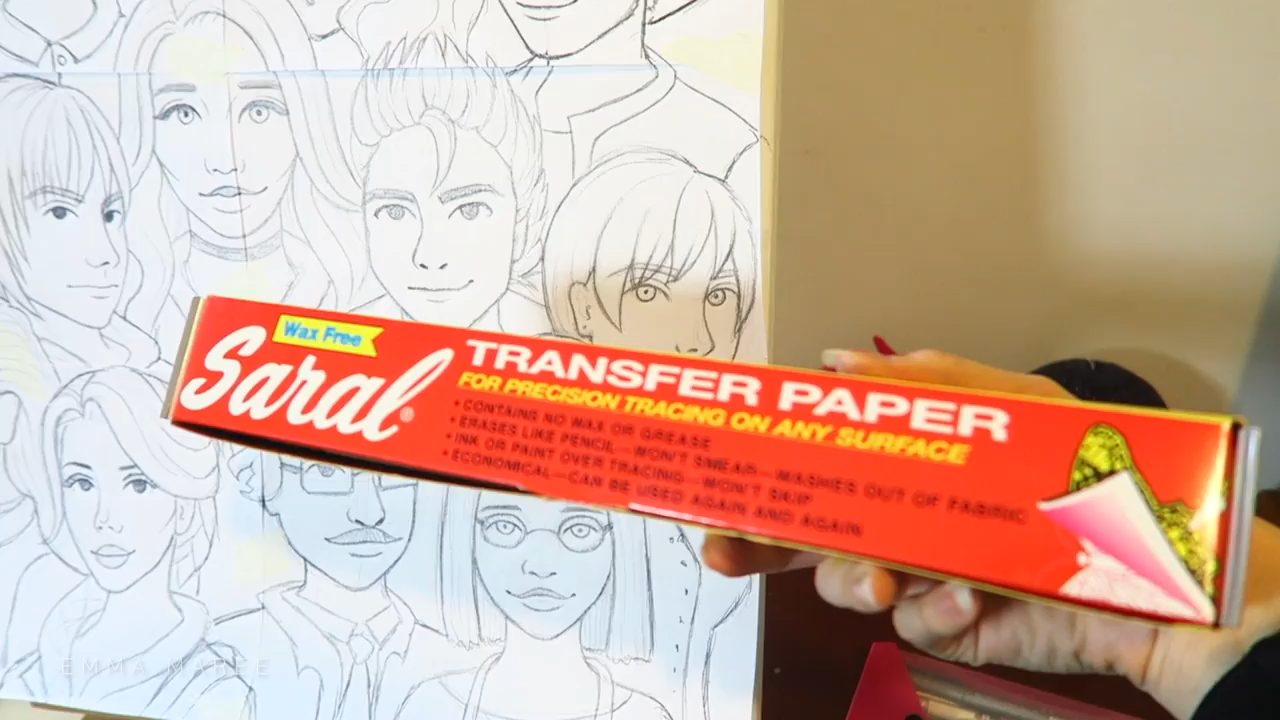 Wax Free
Saral®
TRANSFER PAPER
FOR PRECISION TRACING ON ANY SURFACE
• CONTAINS NO WAX OR GREASE
• ERASES LIKE PENCIL—WON'T SMEAR—WASHES OUT OF FABRIC
• INK OR PAINT OVER TRACING—WON'T SKIP
• ECONOMICAL—CAN BE USED AGAIN AND AGAIN
EMMA MABEE